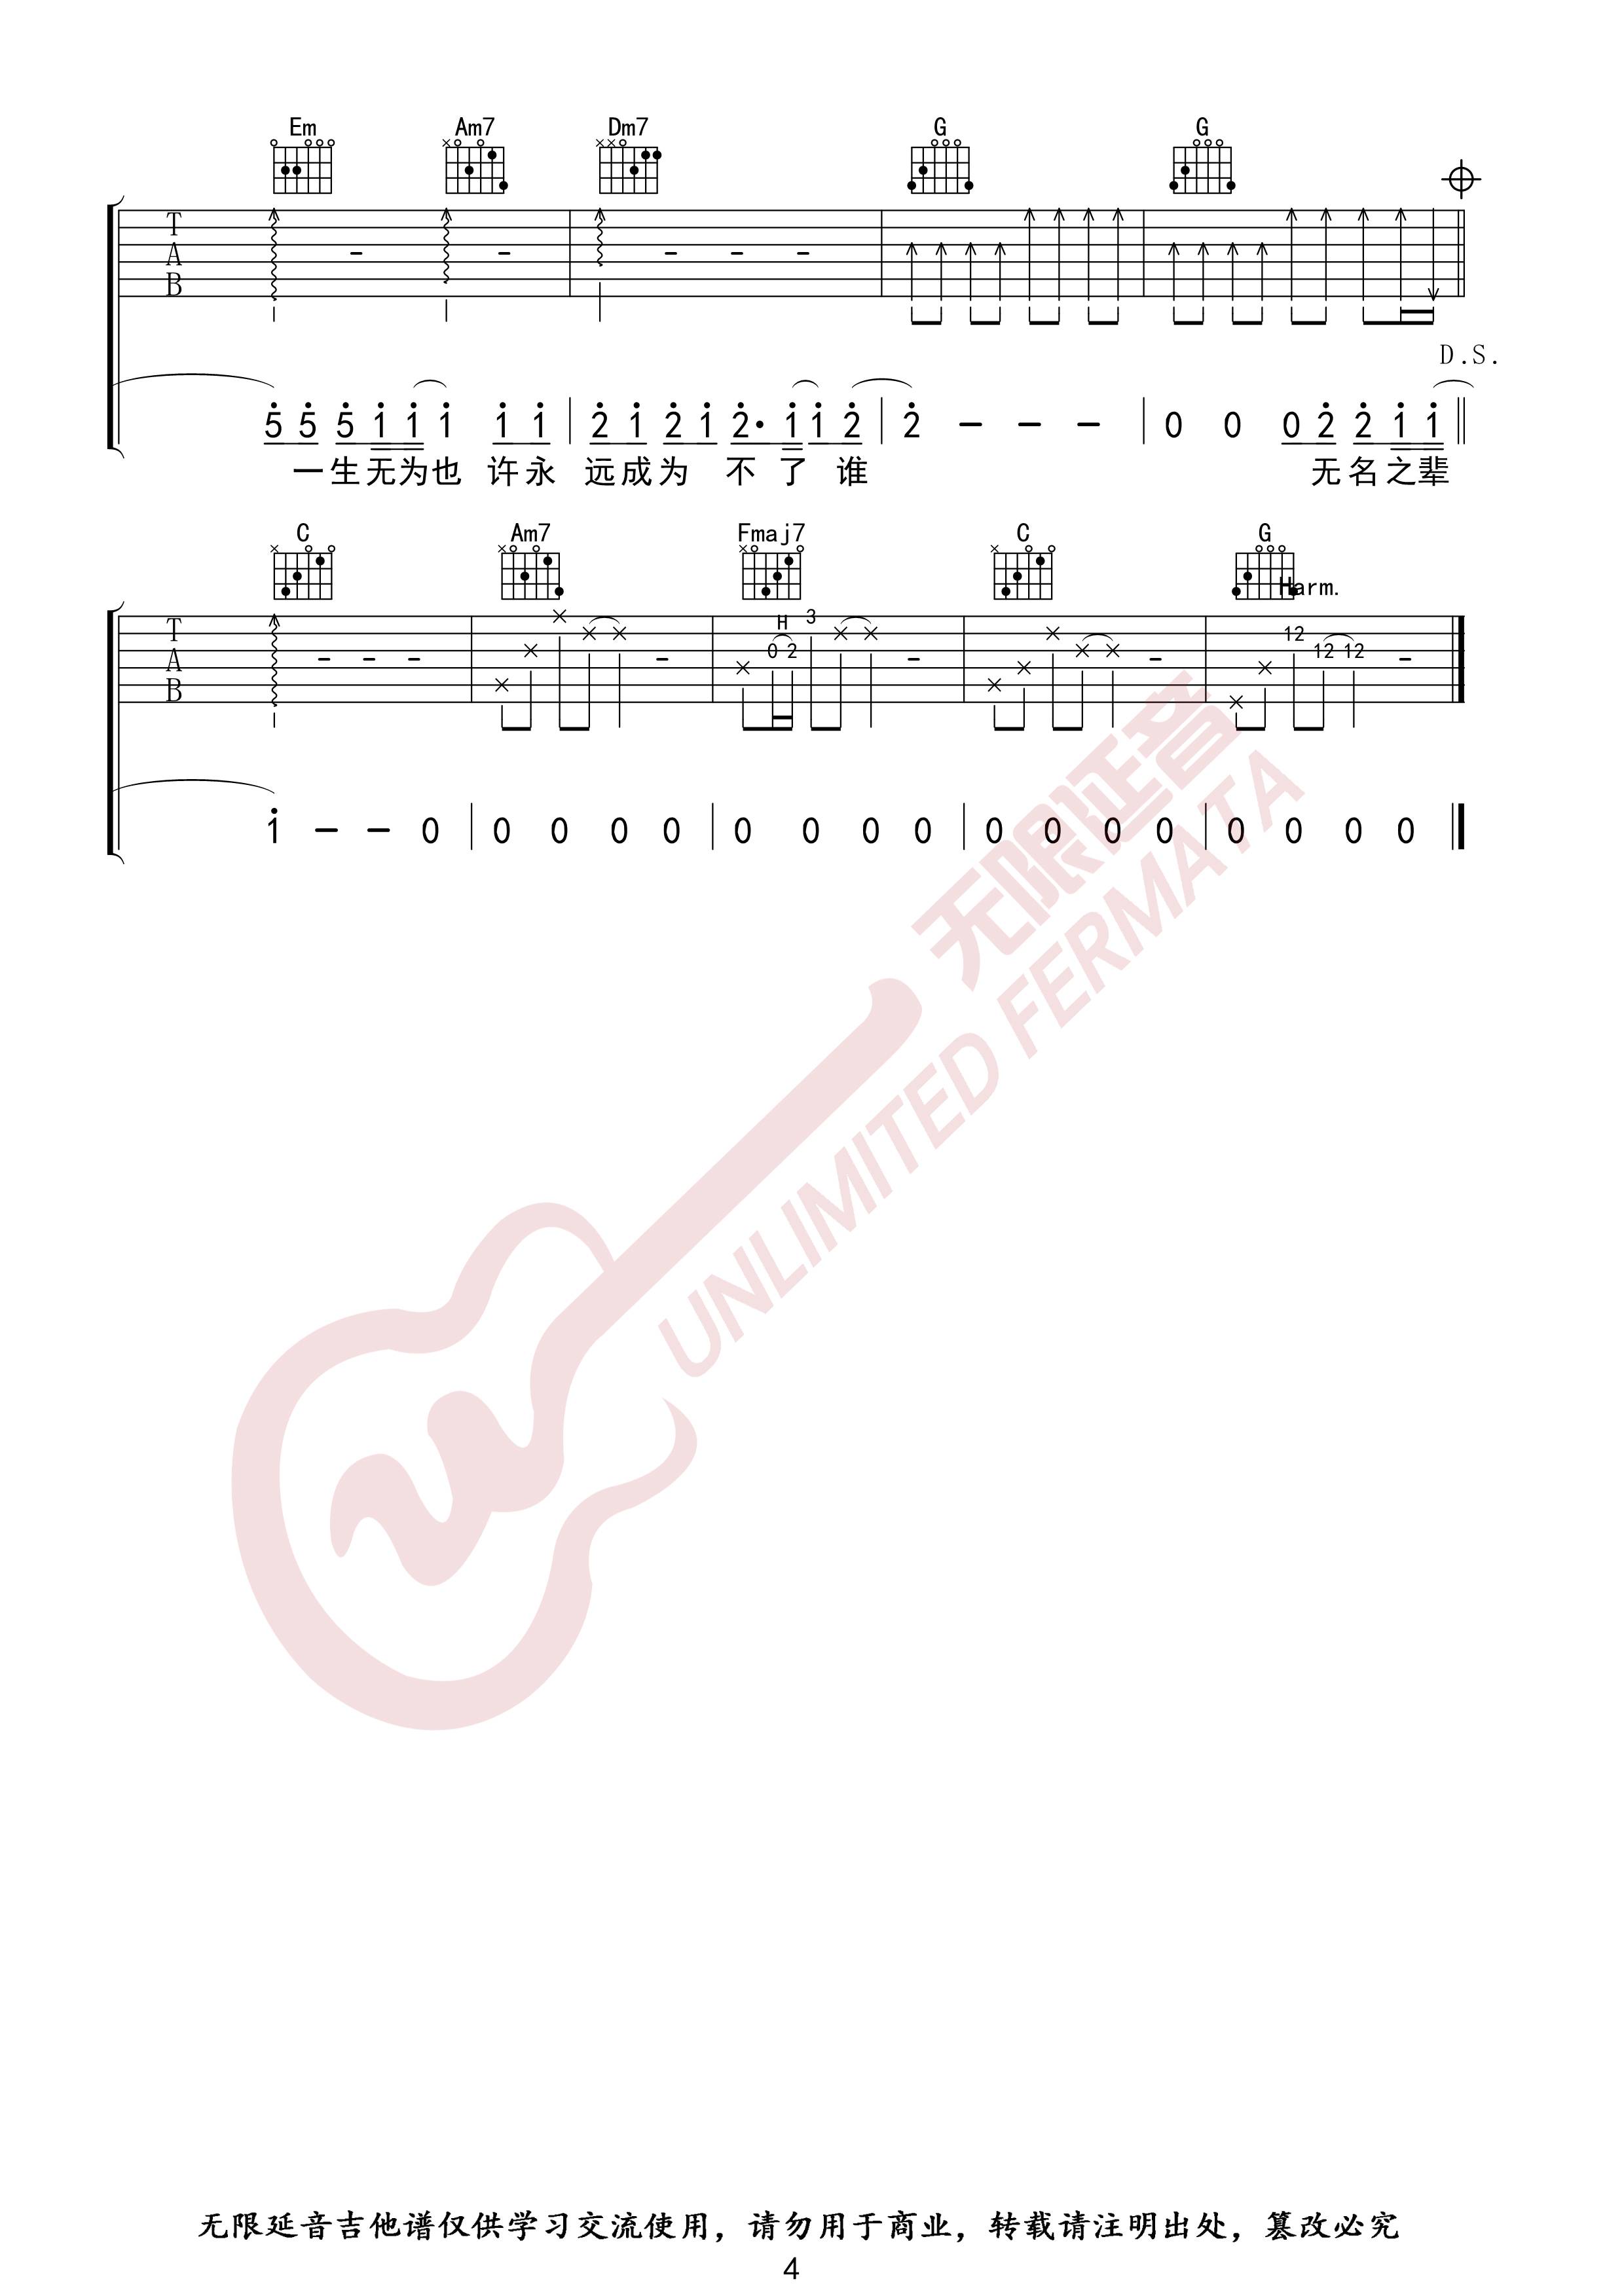 Em Am7 Dm7 G G
T
A
B
D.S.
5 5 5 1 1 1 1 1 2 1 2 1 2· 1 1 2 2 - - - 0 0 0 2 2 1 1
一生无为也 许永 远成为 不了谁 无名之辈
C Am7 Fmaj7 C G
Harm.
H 3
T 12
A 0 2 12 12
B
1 - - 0 0 0 0 0 0 0 0 0 0 0 0 0 0 0 0 0
无限延音
UNLIMITED FERMATA
无限延音吉他谱仅供学习交流使用，请勿用于商业，转载请注明出处，篡改必究
4